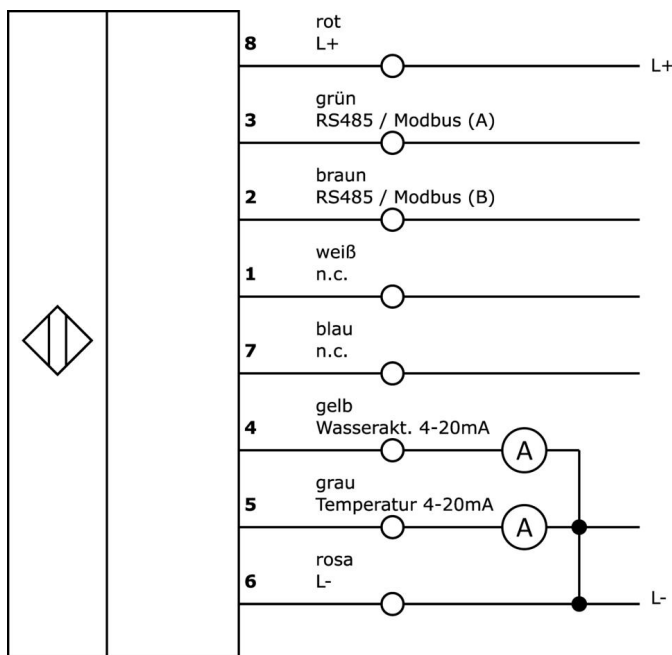 rot
8 L+
L+
grün
3 RS485 / Modbus (A)
braun
2 RS485 / Modbus (B)
weiß
1 n.c.
blau
7 n.c.
gelb
4 Wasserakt. 4-20mA
A
grau
5 Temperatur 4-20mA
A
rosa
6 L-
L-